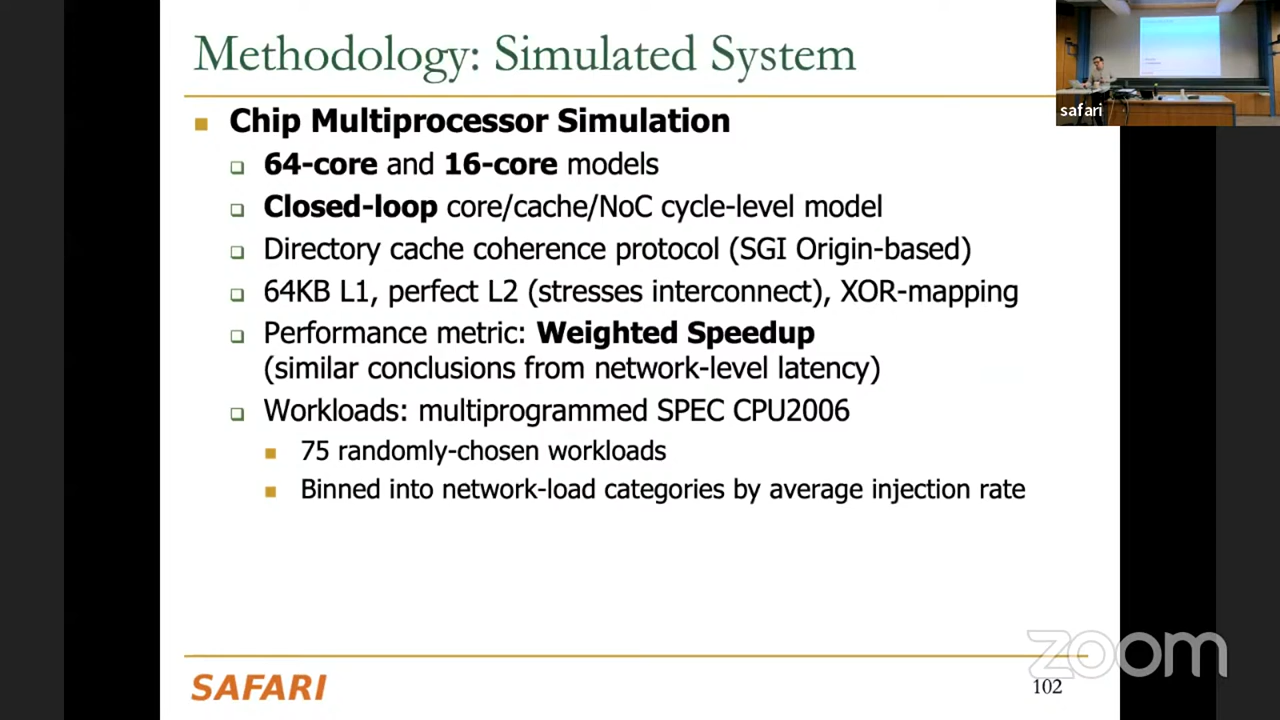 Methodology: Simulated System
safari
Chip Multiprocessor Simulation
64-core and 16-core models
Closed-loop core/cache/NoC cycle-level model
Directory cache coherence protocol (SGI Origin-based)
64KB L1, perfect L2 (stresses interconnect), XOR-mapping
Performance metric: Weighted Speedup
(similar conclusions from network-level latency)
Workloads: multiprogrammed SPEC CPU2006
75 randomly-chosen workloads
Binned into network-load categories by average injection rate
zoom
SAFARI
102